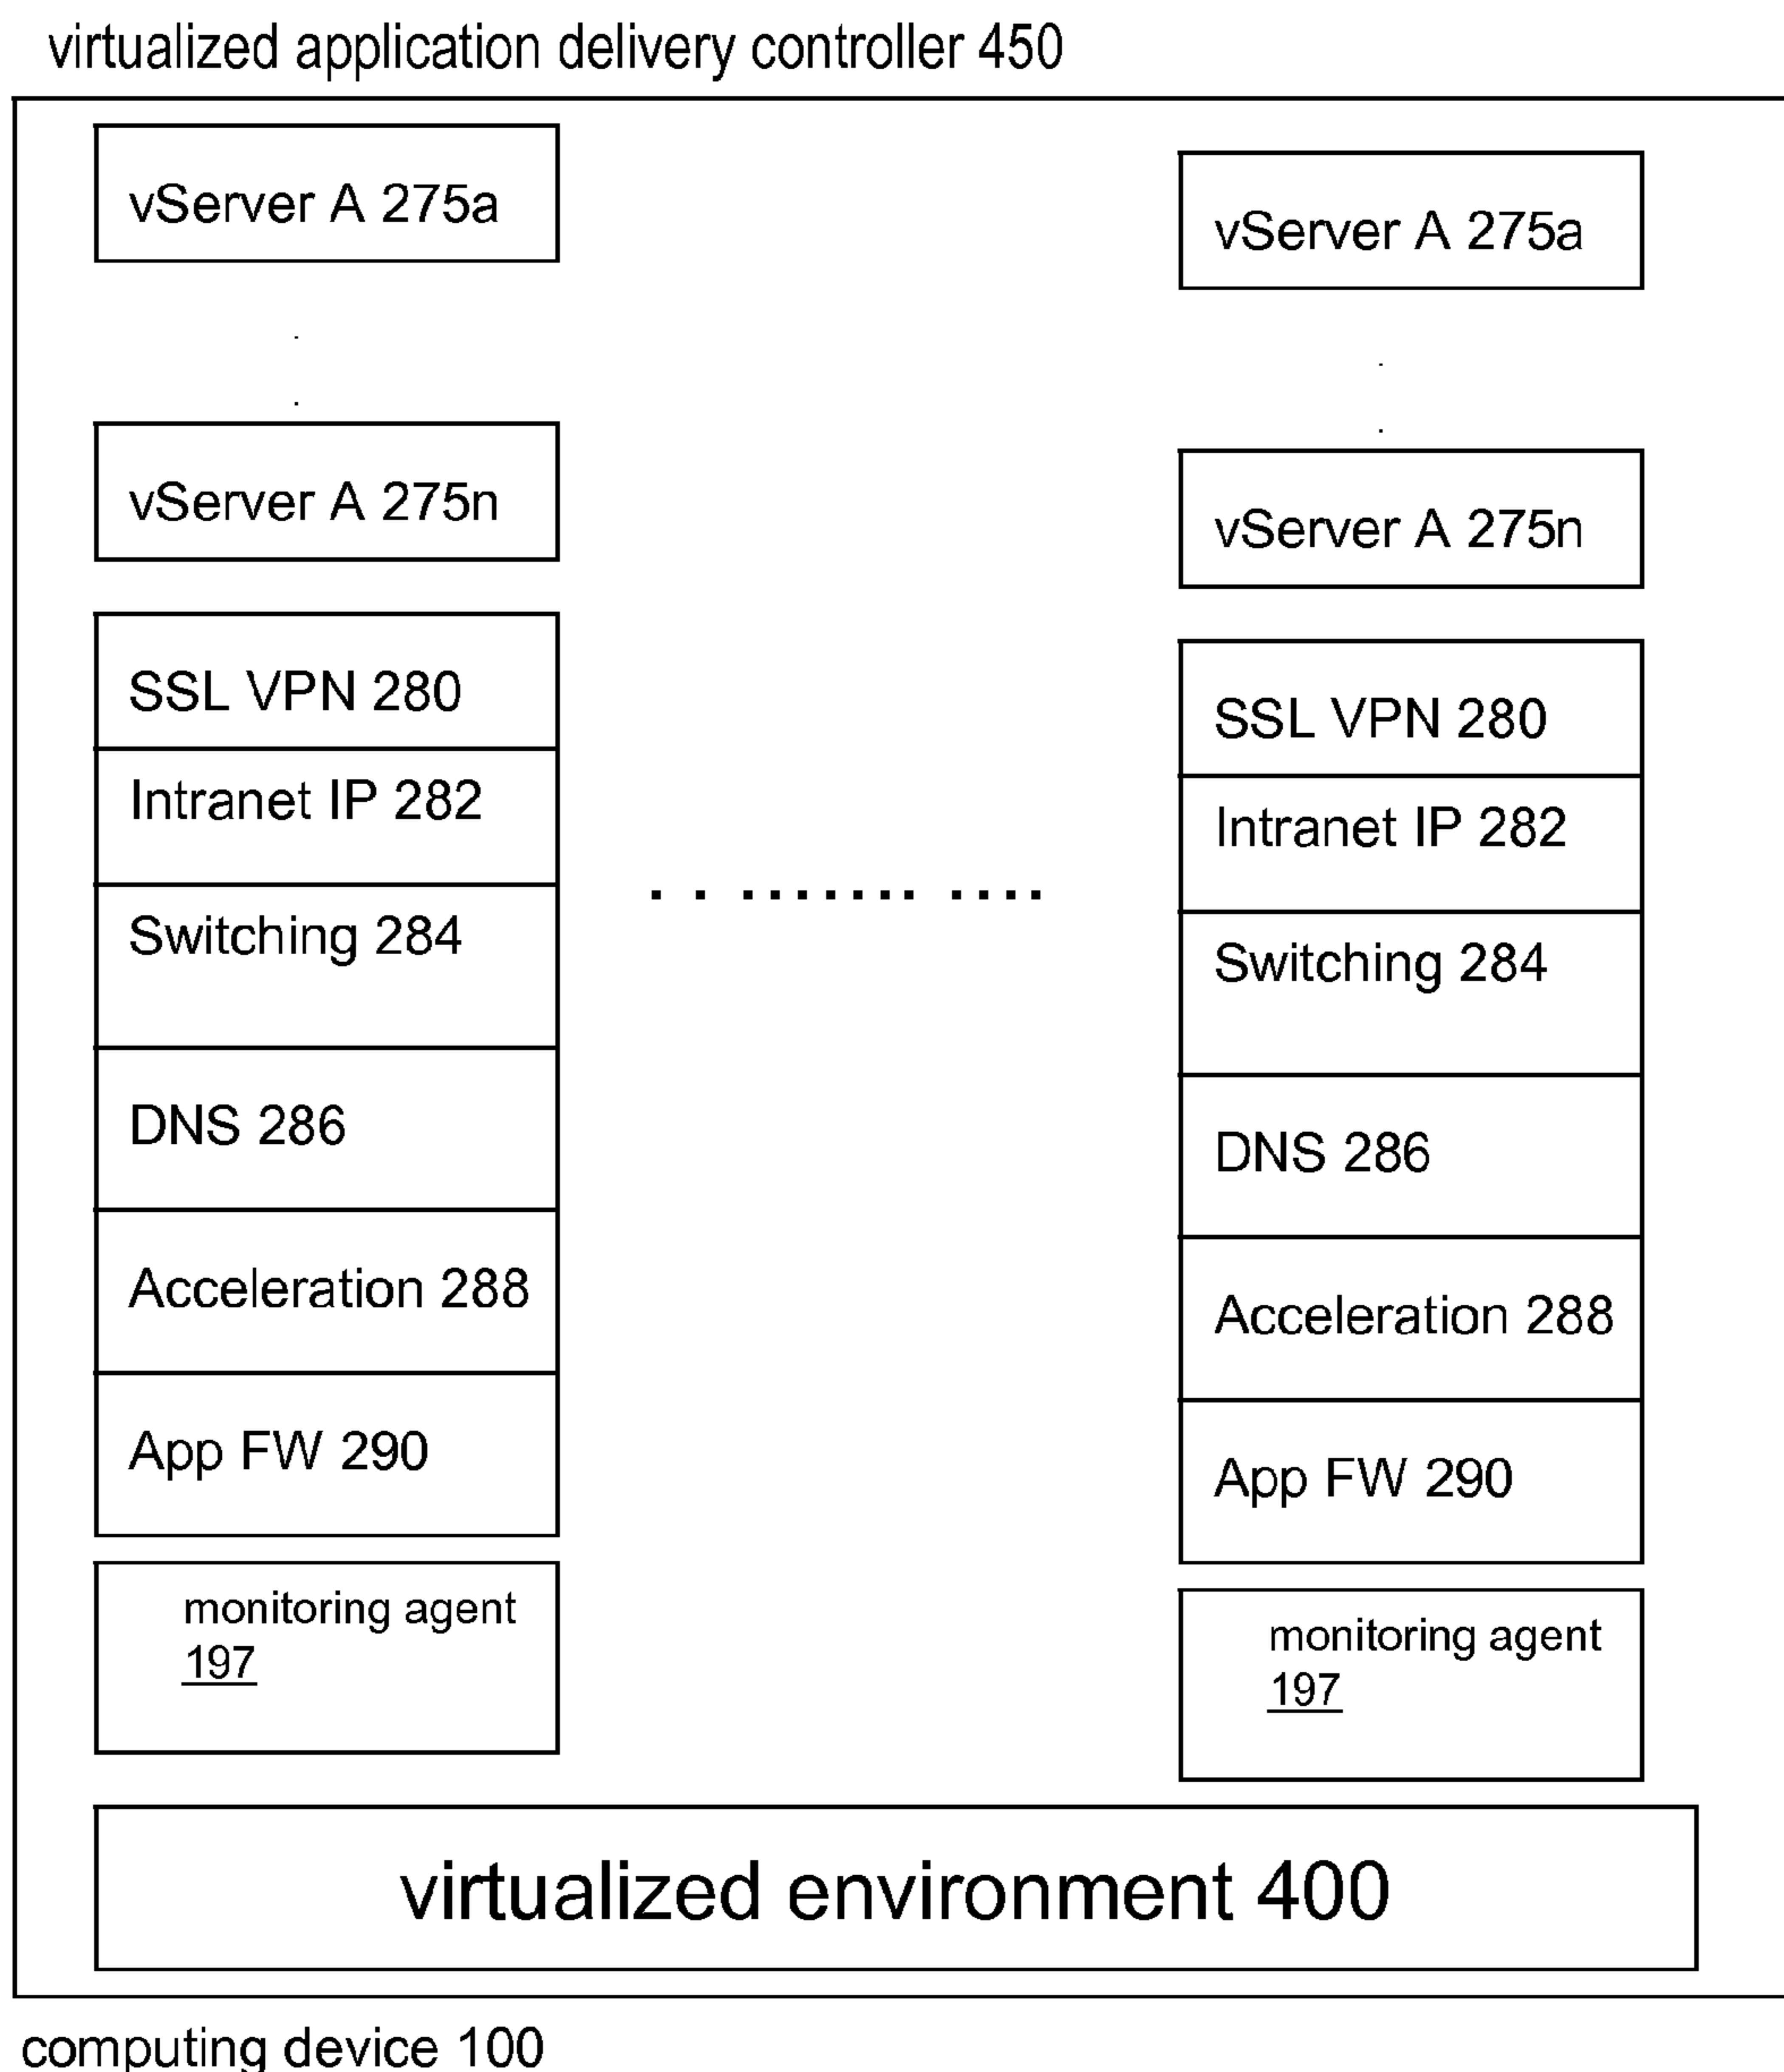 virtualized application delivery controller 450
vServer A 275a
vServer A 275n
SSL VPN 280
Intranet IP 282
Switching 284
DNS 286
Acceleration 288
App FW 290
monitoring agent
197
vServer A 275a
vServer A 275n
SSL VPN 280
Intranet IP 282
Switching 284
DNS 286
Acceleration 288
App FW 290
monitoring agent
197
virtualized environment 400
computing device 100